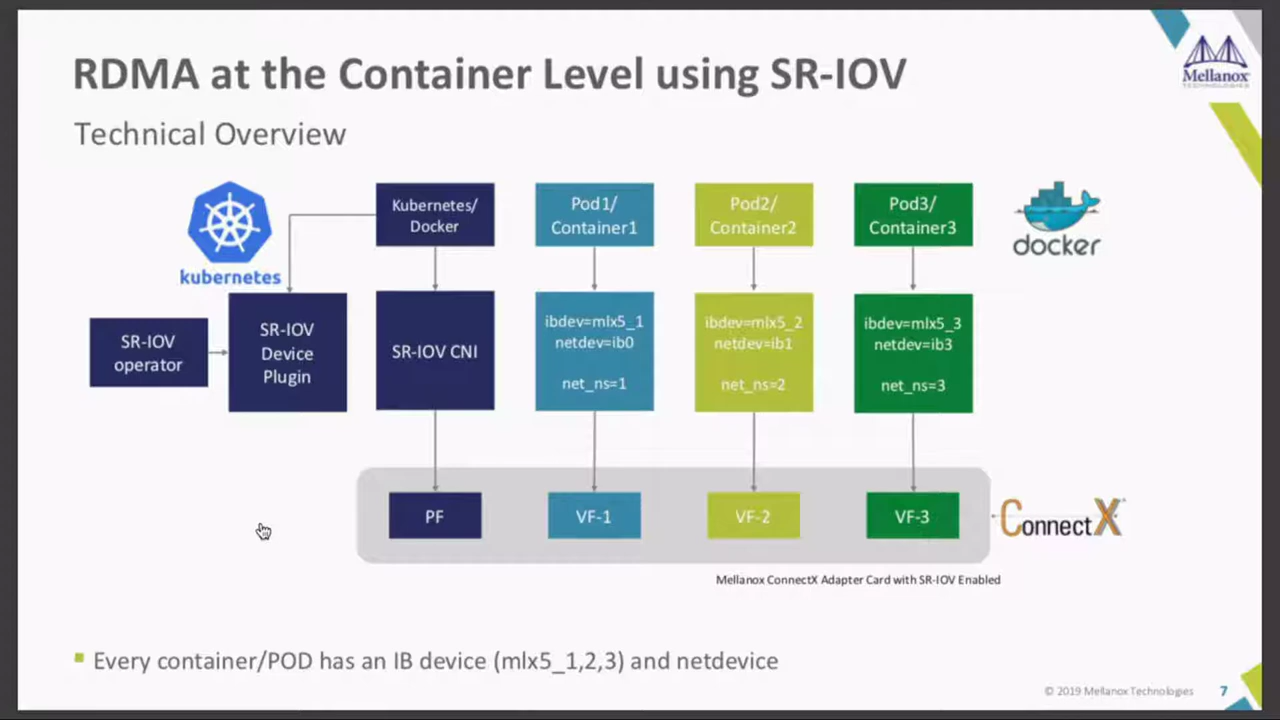 RDMA at the Container Level using SR-IOV
Mellanox
TECHNOLOGIES
Technical Overview
kubernetes
Kubernetes/
Docker
Pod1/
Container1
Pod2/
Container2
Pod3/
Container3
docker
SR-IOV
operator
SR-IOV
Device
Plugin
SR-IOV CNI
ibdev=mlx5_1
netdev=ib0
net_ns=1
ibdev=mlx5_2
netdev=ib1
net_ns=2
ibdev=mlx5_3
netdev=ib3
net_ns=3
PF
VF-1
VF-2
VF-3
ConnectX
Mellanox ConnectX Adapter Card with SR-IOV Enabled
Every container/POD has an IB device (mlx5_1,2,3) and netdevice
© 2019 Mellanox Technologies
7